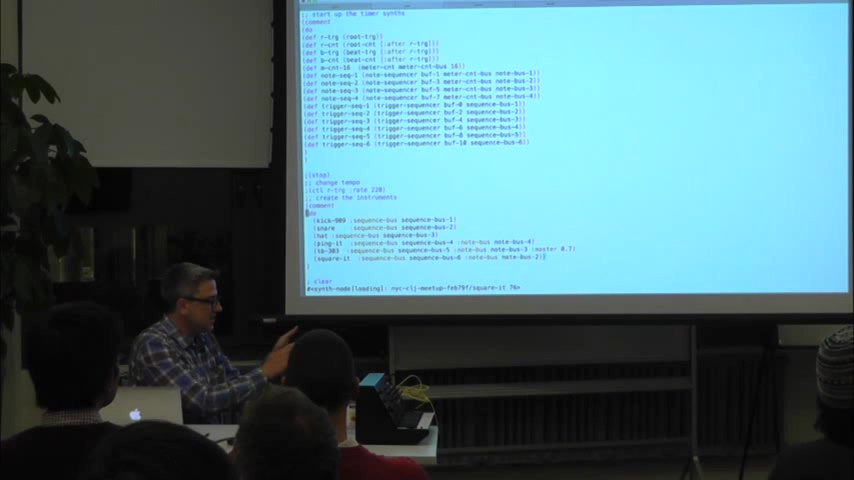 ;; start up the timer synths
(comment
(do
(def r-trg (root-trg))
(def r-cnt (root-cnt [:after r-trg]))
(def b-trg (beat-trg [:after r-trg]))
(def b-cnt (beat-cnt [:after r-trg]))
(def m-cnt-16 (meter-cnt meter-cnt-bus 16))
(def note-seq-1 (note-sequencer buf-1 meter-cnt-bus note-bus-1))
(def note-seq-2 (note-sequencer buf-3 meter-cnt-bus note-bus-2))
(def note-seq-3 (note-sequencer buf-5 meter-cnt-bus note-bus-3))
(def note-seq-4 (note-sequencer buf-7 meter-cnt-bus note-bus-4))
(def trigger-seq-1 (trigger-sequencer buf-0 sequence-bus-1))
(def trigger-seq-2 (trigger-sequencer buf-2 sequence-bus-2))
(def trigger-seq-3 (trigger-sequencer buf-4 sequence-bus-3))
(def trigger-seq-4 (trigger-sequencer buf-6 sequence-bus-4))
(def trigger-seq-5 (trigger-sequencer buf-8 sequence-bus-5))
(def trigger-seq-6 (trigger-sequencer buf-10 sequence-bus-6))
)
)
;(stop)
;; change tempo
;(ctl r-trg :rate 220)
;; create the instruments
(comment
(do
(kick-909 :sequence-bus sequence-bus-1)
(snare :sequence-bus sequence-bus-2)
(hat :sequence-bus sequence-bus-3)
(ping-it :sequence-bus sequence-bus-4 :note-bus note-bus-4)
(tb-303 :sequence-bus sequence-bus-5 :note-bus note-bus-3 :master 0.7)
(square-it :sequence-bus sequence-bus-6 :note-bus note-bus-2))
)
; clear
#<synth-node[loading]: nyc-clj-meetup-feb79f/square-it 76>